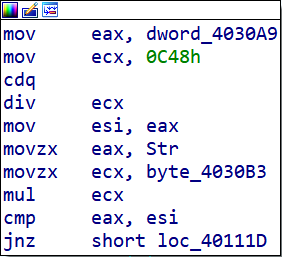 mov eax, dword_4030A9
mov ecx, 0C48h
cdq
div ecx
mov esi, eax
movzx eax, Str
movzx ecx, byte_4030B3
mul ecx
cmp eax, esi
jnz short loc_40111D